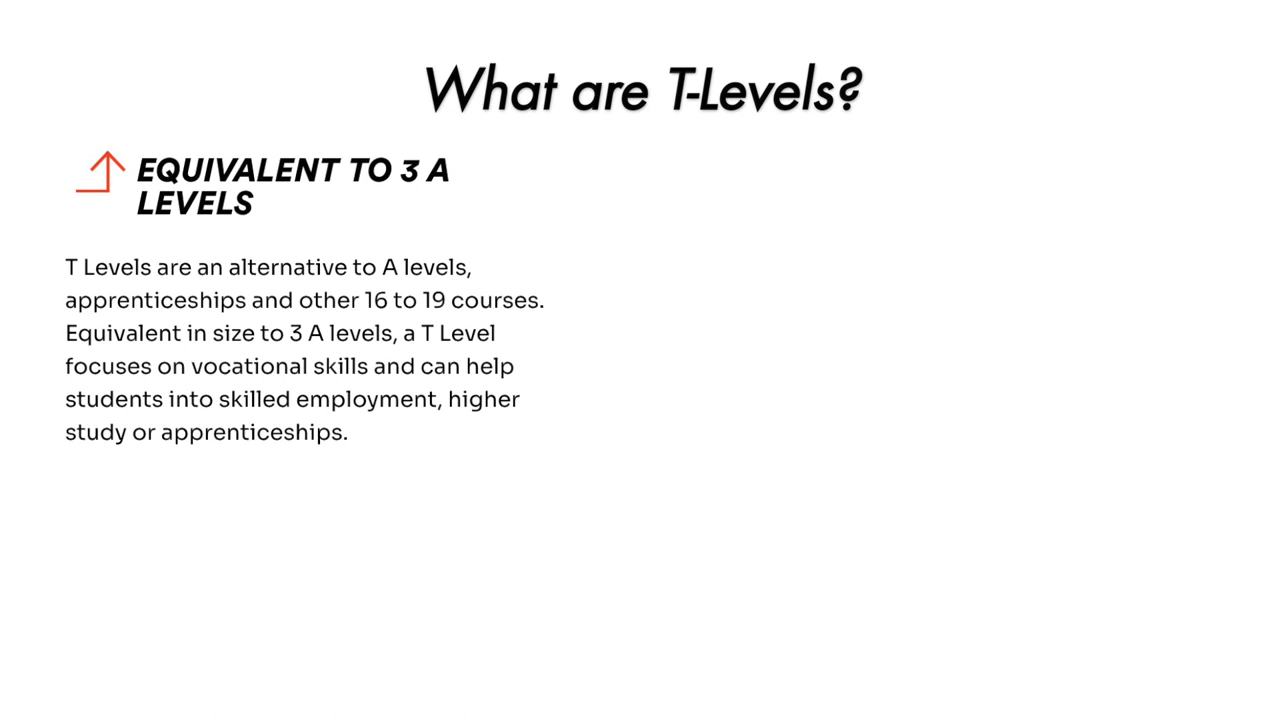 What are T-Levels?
EQUIVALENT TO 3 A
LEVELS
T Levels are an alternative to A levels,
apprenticeships and other 16 to 19 courses.
Equivalent in size to 3 A levels, a T Level
focuses on vocational skills and can help
students into skilled employment, higher
study or apprenticeships.